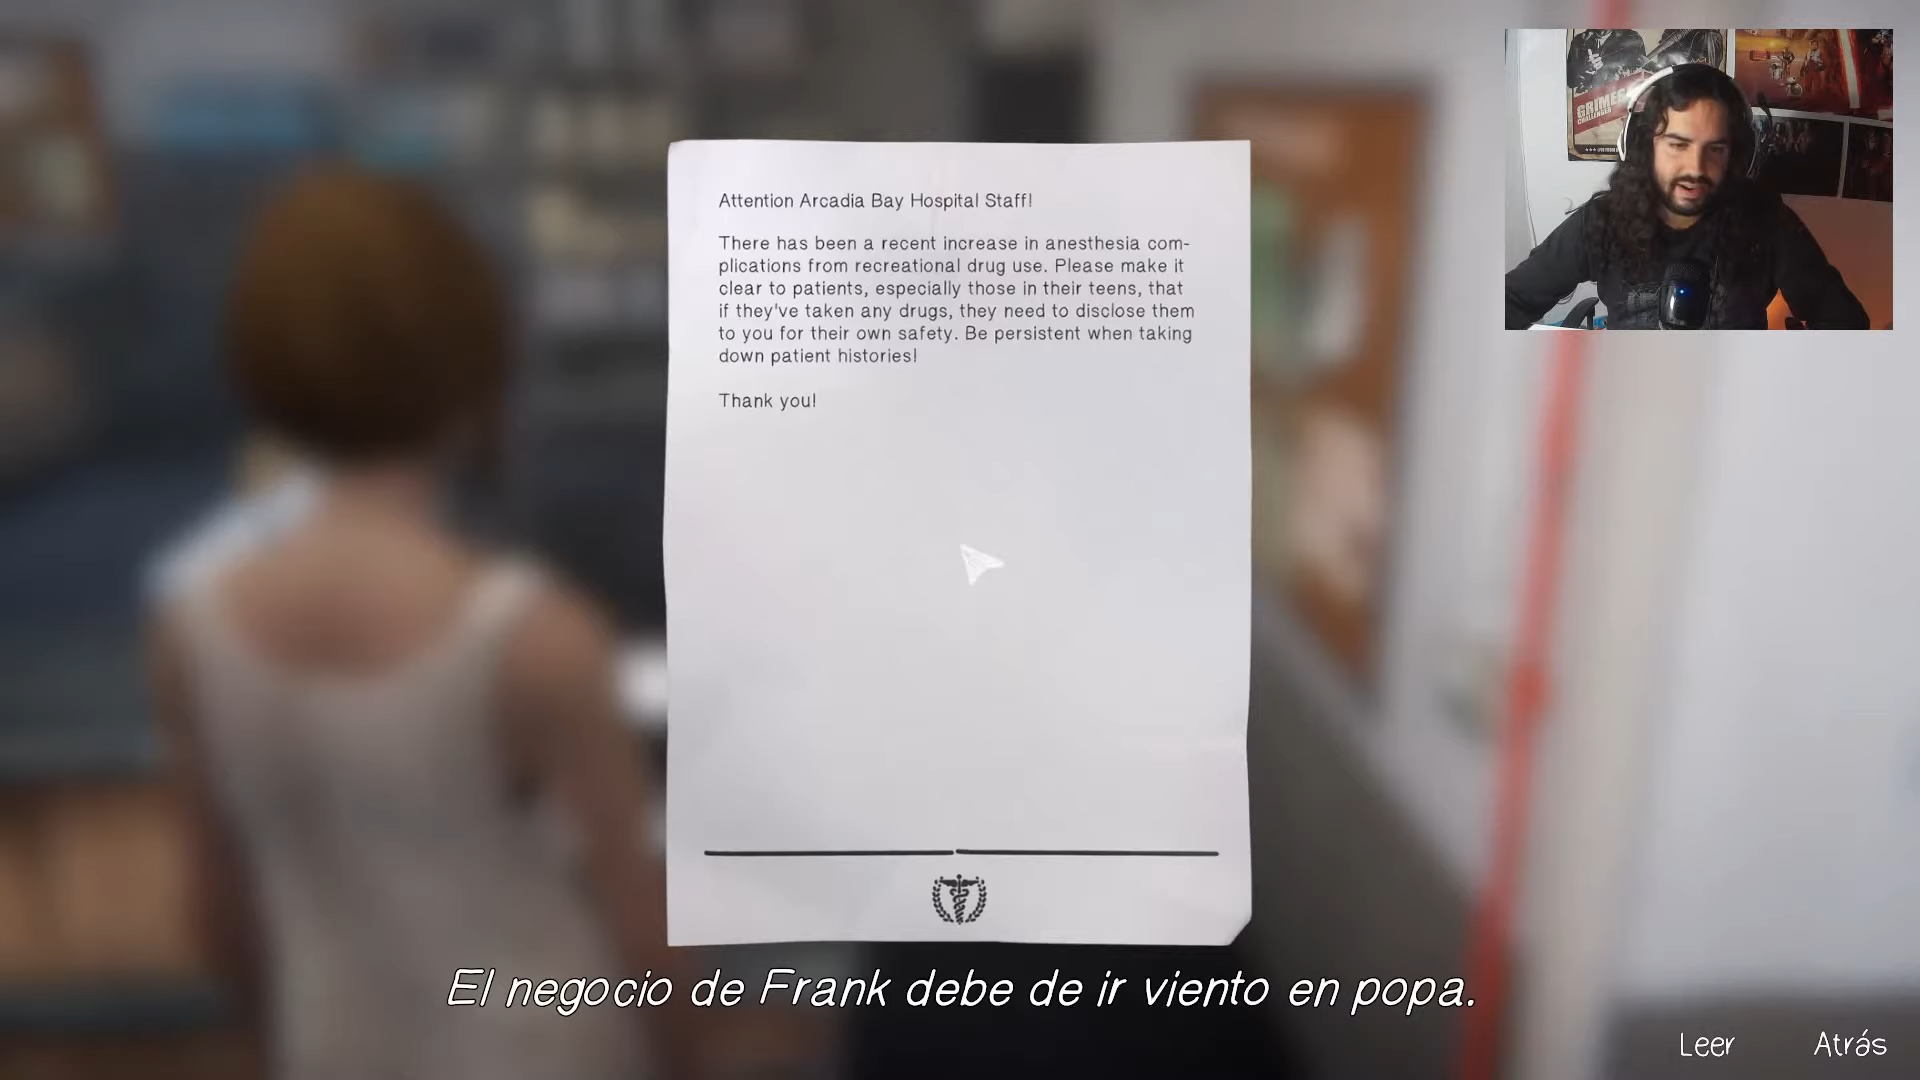 GRIMES
Attention Arcadia Bay Hospital Staff!
There has been a recent increase in anesthesia com-
plications from recreational drug use. Please make it
clear to patients, especially those in their teens, that
if they've taken any drugs, they need to disclose them
to you for their own safety. Be persistent when taking
down patient histories!
Thank you!
El negocio de Frank debe de ir viento en popa.
Leer
Atrás